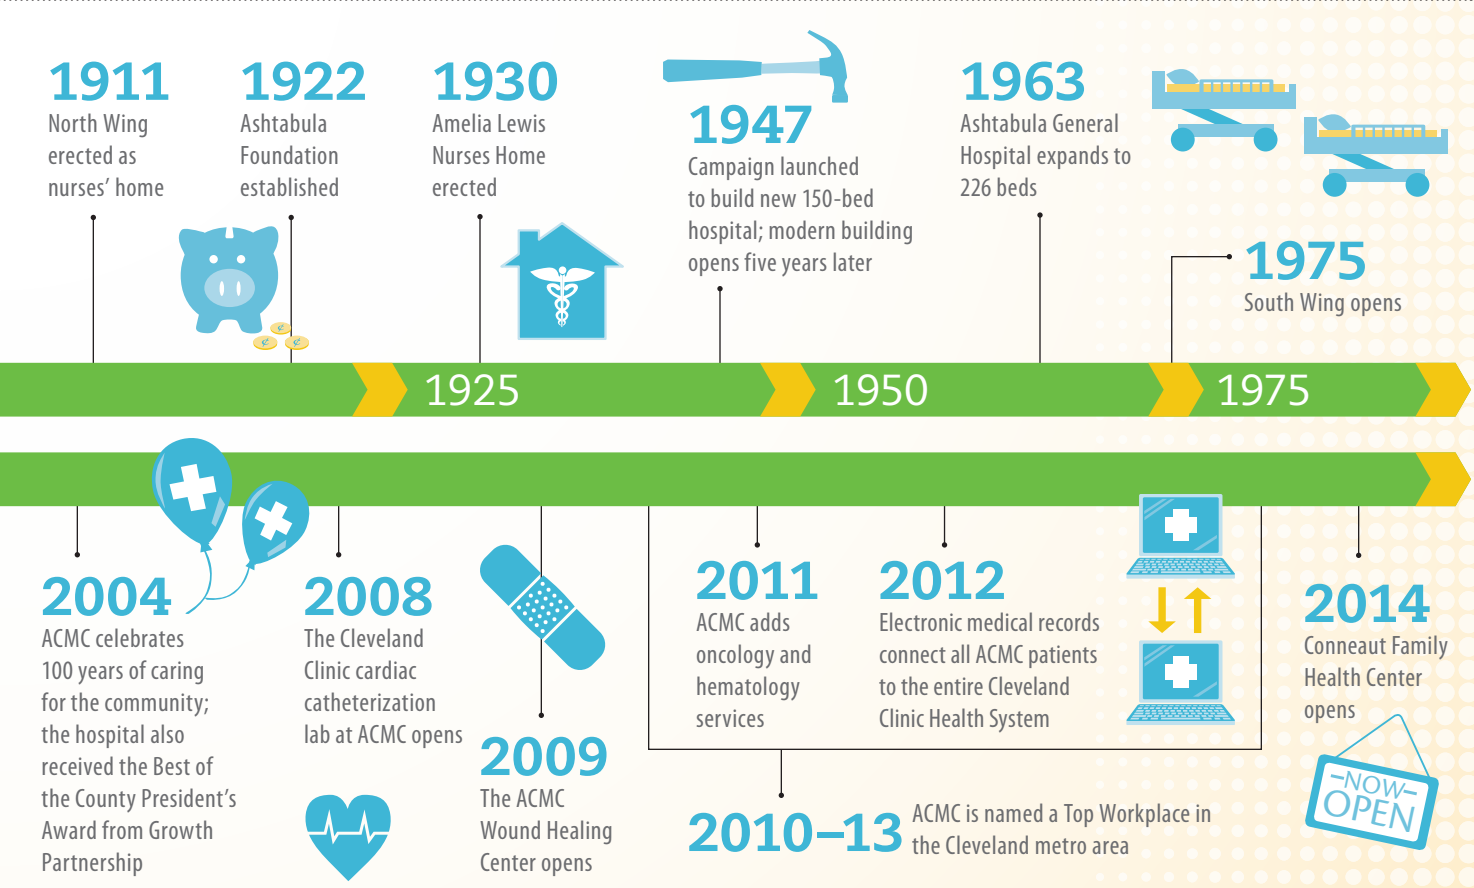 1911
North Wing
erected as
nurses’ home
1922
Ashtabula
Foundation
established
1930
Amelia Lewis
Nurses Home
erected
1947
Campaign launched
to build new 150-bed
hospital; modern building
opens five years later
1963
Ashtabula General
Hospital expands to
226 beds
1975
South Wing opens
1925
1950
1975
2004
ACMC celebrates
100 years of caring
for the community;
the hospital also
received the Best of
the County President’s
Award from Growth
Partnership
2008
The Cleveland
Clinic cardiac
catheterization
lab at ACMC opens
2009
The ACMC
Wound Healing
Center opens
2011
ACMC adds
oncology and
hematology
services
2012
Electronic medical records
connect all ACMC patients
to the entire Cleveland
Clinic Health System
2010–13
ACMC is named a Top Workplace in
the Cleveland metro area
2014
Conneaut Family
Health Center
opens
–NOW–
OPEN